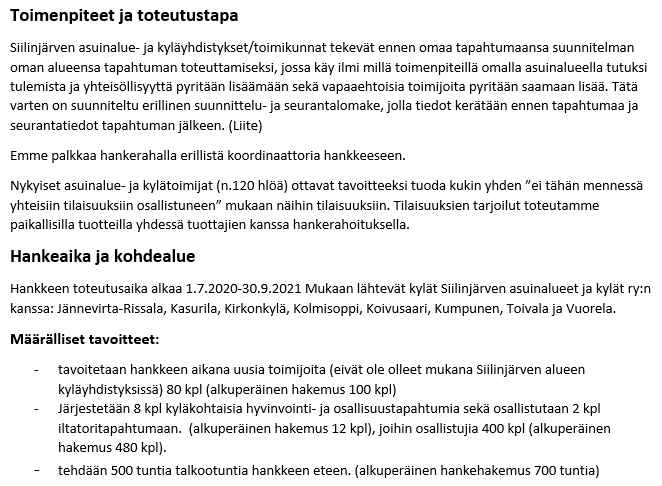 Toimenpiteet ja toteutustapa
Siilinjärven asuinalue- ja kyläyhdistykset/toimikunnat tekevät ennen omaa tapahtumaansa suunnitelman
oman alueensa tapahtuman toteuttamiseksi, jossa käy ilmi millä toimenpiteillä omalla asuinalueella tutuksi
tulemista ja yhteisöllisyyttä pyritään lisäämään sekä vapaaehtoisia toimijoita pyritään saamaan lisää. Tätä
varten on suunniteltu erillinen suunnittelu- ja seurantalomake, jolla tiedot kerätään ennen tapahtumaa ja
seurantatiedot tapahtuman jälkeen. (Liite)
Emme palkkaa hankerahalla erillistä koordinaattoria hankkeeseen.
Nykyiset asuinalue- ja kylätoimijat (n.120 hlöä) ottavat tavoitteeksi tuoda kukin yhden ”ei tähän mennessä
yhteisiin tilaisuuksiin osallistuneen” mukaan näihin tilaisuuksiin. Tilaisuuksien tarjoilut toteutamme
paikallisilla tuotteilla yhdessä tuottajien kanssa hankerahoituksella.
Hankeaika ja kohdealue
Hankkeen toteutusaika alkaa 1.7.2020-30.9.2021 Mukaan lähtevät kylät Siilinjärven asuinalueet ja kylät ry:n
kanssa: Jännevirta-Rissala, Kasurila, Kirkonkylä, Kolmisoppi, Koivusaari, Kumpunen, Toivala ja Vuorela.
Määrälliset tavoitteet:
- tavoitetaan hankkeen aikana uusia toimijoita (eivät ole olleet mukana Siilinjärven alueen
kyläyhdistyksissä) 80 kpl (alkuperäinen hakemus 100 kpl)
- Järjestetään 8 kpl kyläkohtaisia hyvinvointi- ja osallisuustapahtumia sekä osallistutaan 2 kpl
iltatoritapahtumaan. (alkuperäinen hakemus 12 kpl), joihin osallistujia 400 kpl (alkuperäinen
hakemus 480 kpl).
- tehdään 500 tuntia talkootuntia hankkeen eteen. (alkuperäinen hankehakemus 700 tuntia)